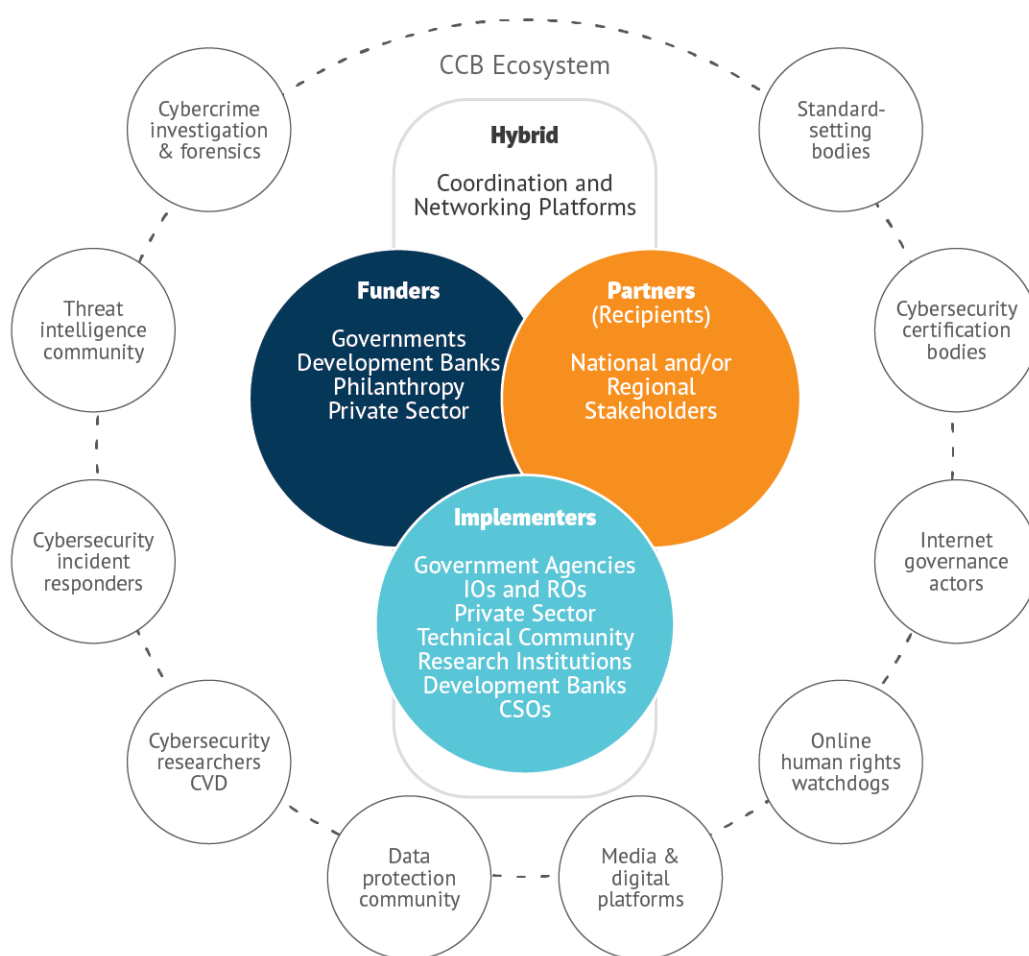 CCB Ecosystem
Hybrid
Coordination and
Networking Platforms
Funders
Governments
Development Banks
Philanthropy
Private Sector
Partners
(Recipients)
National and/or
Regional
Stakeholders
Implementers
Government Agencies
IOs and ROs
Private Sector
Technical Community
Research Institutions
Development Banks
CSOs
Standard-
setting
bodies
Cybersecurity
certification
bodies
Internet
governance
actors
Online
human rights
watchdogs
Media &
digital
platforms
Data
protection
community
Cybersecurity
researchers
CVD
Cybersecurity
incident
responders
Threat
intelligence
community
Cybercrime
investigation
& forensics